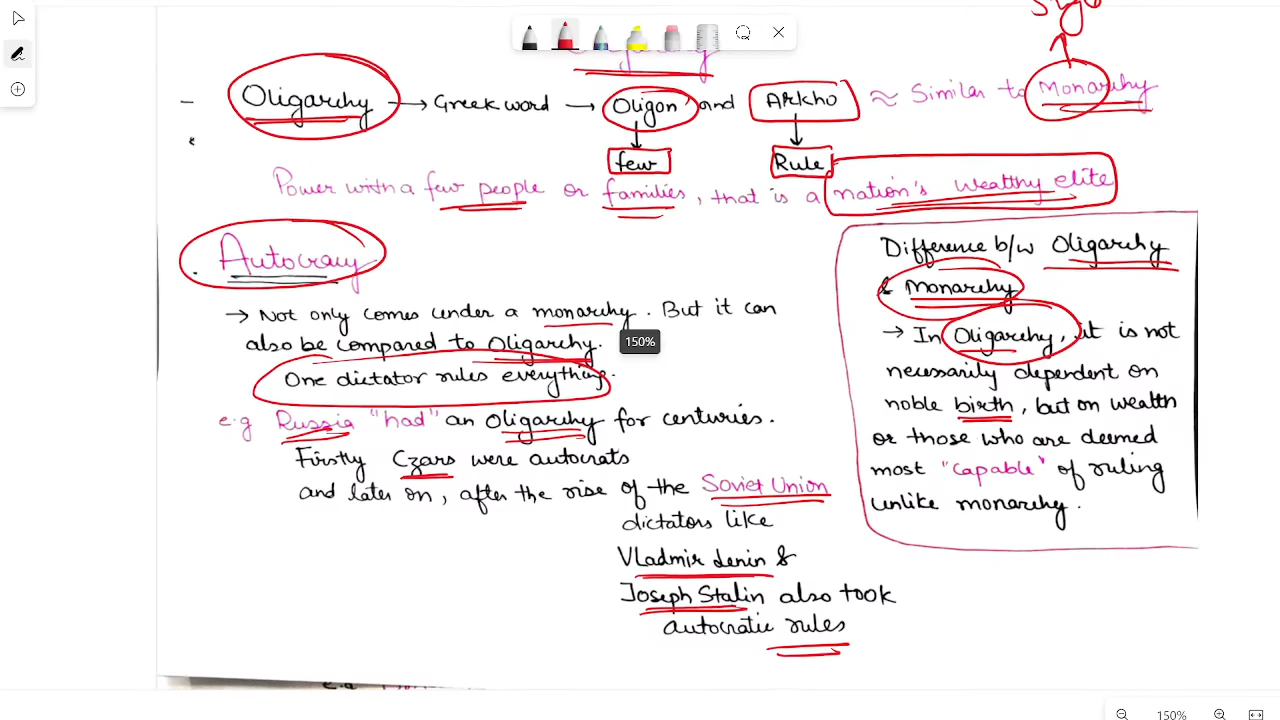 Oligarchy → Greek word → Oligon and Arkho ≈ Similar to Monarchy
few Rule
Power with a few people or families, that is a nation's wealthy elite
Autocracy
→ Not only comes under a monarchy. But it can
also be compared to Oligarchy.
150%
One dictator rules everything.
e.g Russia "had" an Oligarchy for centuries.
Firstly Czars were autocrats
and later on, after the rise of the Soviet Union
dictators like
Vladmir Lenin &
Joseph Stalin also took
autocratic rules
Difference b/w Oligarchy
& Monarchy
→ In Oligarchy, it is not
necessarily dependent on
noble birth, but on wealth
or those who are deemed
most "capable" of ruling
unlike monarchy.
150%